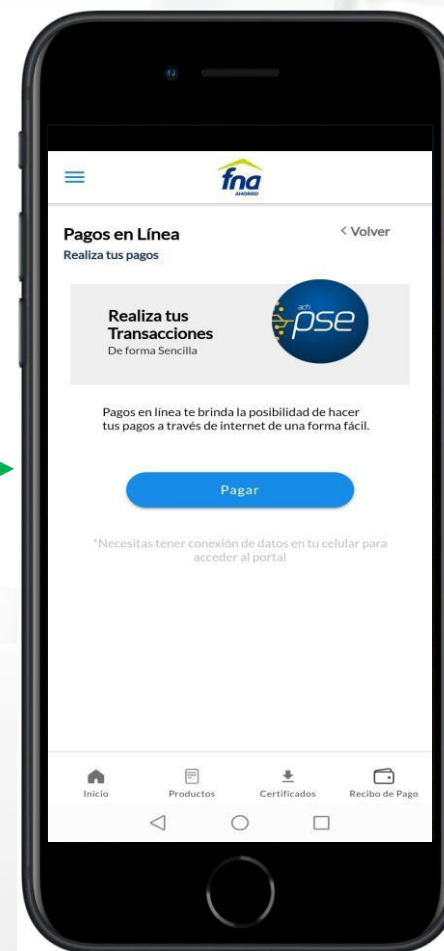 fna
AHORRO
Pagos en Línea
< Volver
Realiza tus pagos
Realiza tus
Transacciones
De forma Sencilla
ach
pse
Pagos en línea te brinda la posibilidad de hacer
tus pagos a través de internet de una forma fácil.
Pagar
*Necesitas tener conexión de datos en tu celular para
acceder al portal
Inicio
Productos
Certificados
Recibo de Pago